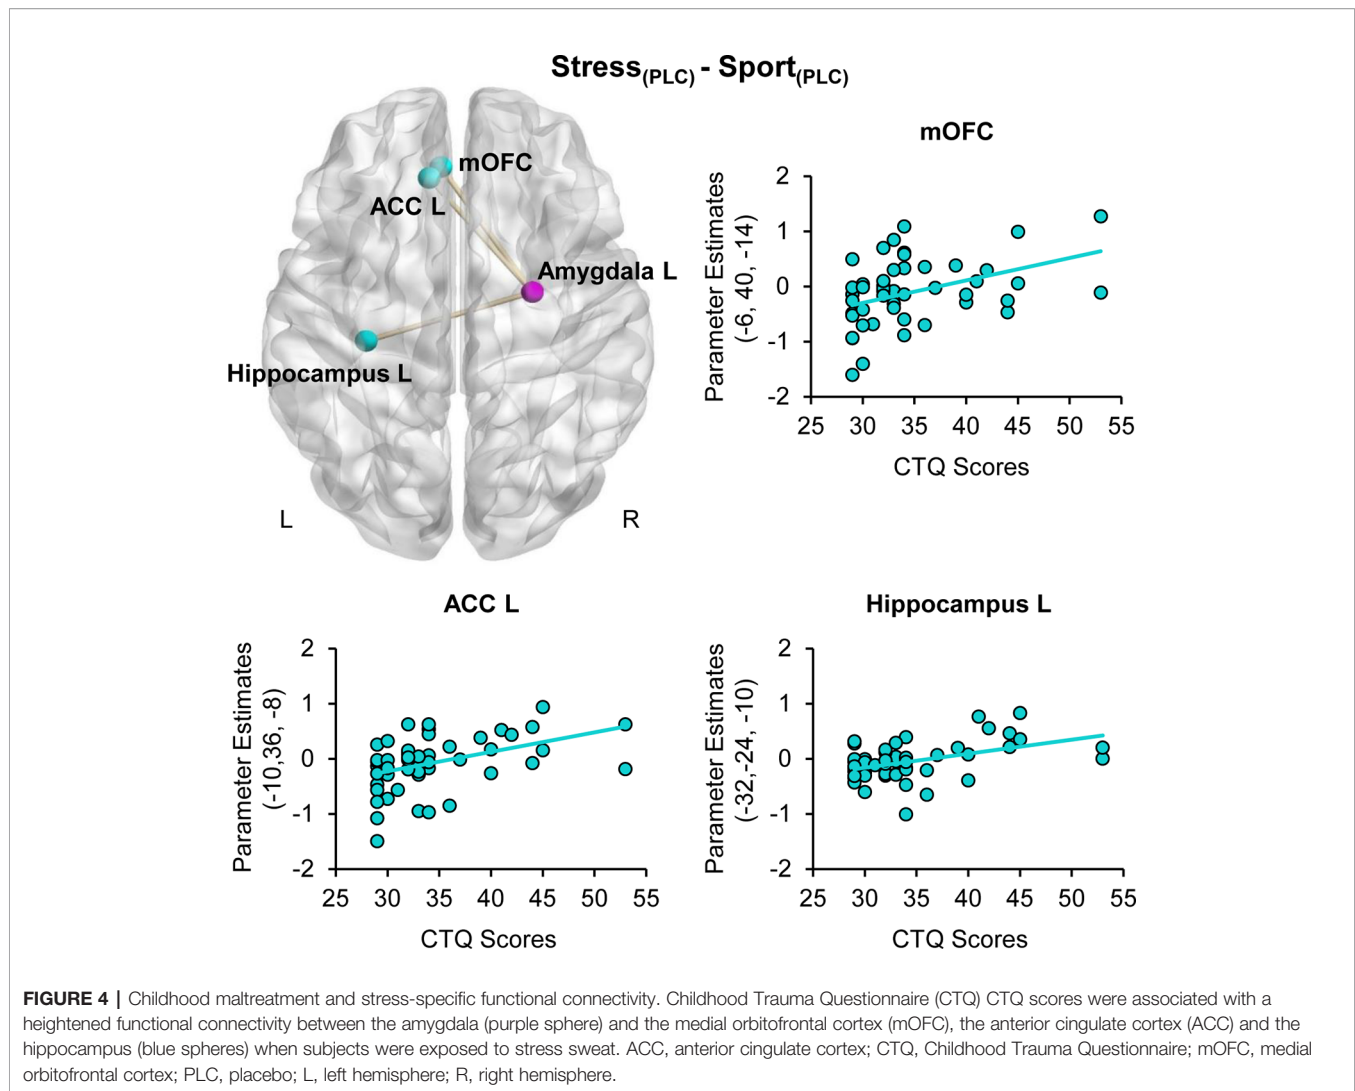 Stress(PLC) - Sport(PLC)
mOFC
ACC L
Amygdala L
Hippocampus L
L
R
mOFC
Parameter Estimates
(-6, 40, -14)
2
1
0
-1
-2
25 30 35 40 45 50 55
CTQ Scores
ACC L
Parameter Estimates
(-10,36, -8)
2
1
0
-1
-2
25 30 35 40 45 50 55
CTQ Scores
Hippocampus L
Parameter Estimates
(-32,-24, -10)
2
1
0
-1
-2
25 30 35 40 45 50 55
CTQ Scores
FIGURE 4 | Childhood maltreatment and stress-specific functional connectivity. Childhood Trauma Questionnaire (CTQ) CTQ scores were associated with a
heightened functional connectivity between the amygdala (purple sphere) and the medial orbitofrontal cortex (mOFC), the anterior cingulate cortex (ACC) and the
hippocampus (blue spheres) when subjects were exposed to stress sweat. ACC, anterior cingulate cortex; CTQ, Childhood Trauma Questionnaire; mOFC, medial
orbitofrontal cortex; PLC, placebo; L, left hemisphere; R, right hemisphere.